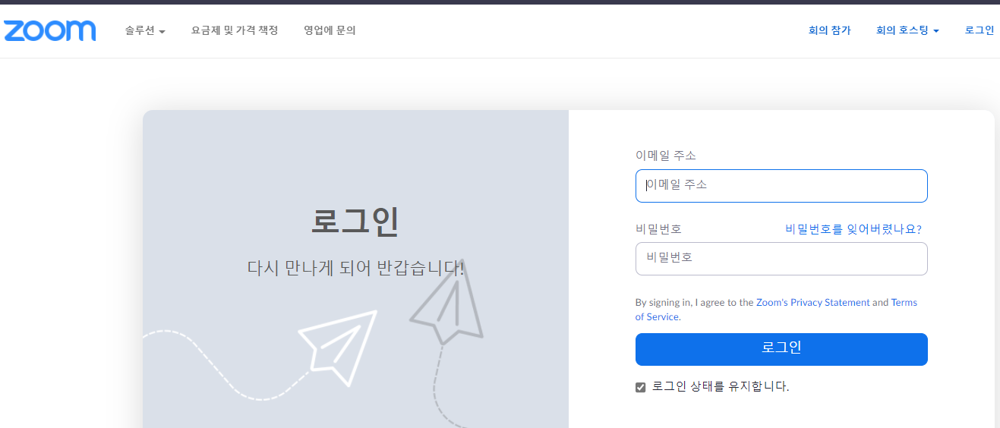 zoom 솔루션 요금제 및 가격 책정 영업에 문의 회의 참가 회의 호스팅 로그인
로그인
다시 만나게 되어 반갑습니다!
이메일 주소
이메일 주소
비밀번호 비밀번호를 잊어버렸나요?
비밀번호
By signing in, I agree to the Zoom's Privacy Statement and Terms
of Service.
로그인
로그인 상태를 유지합니다.